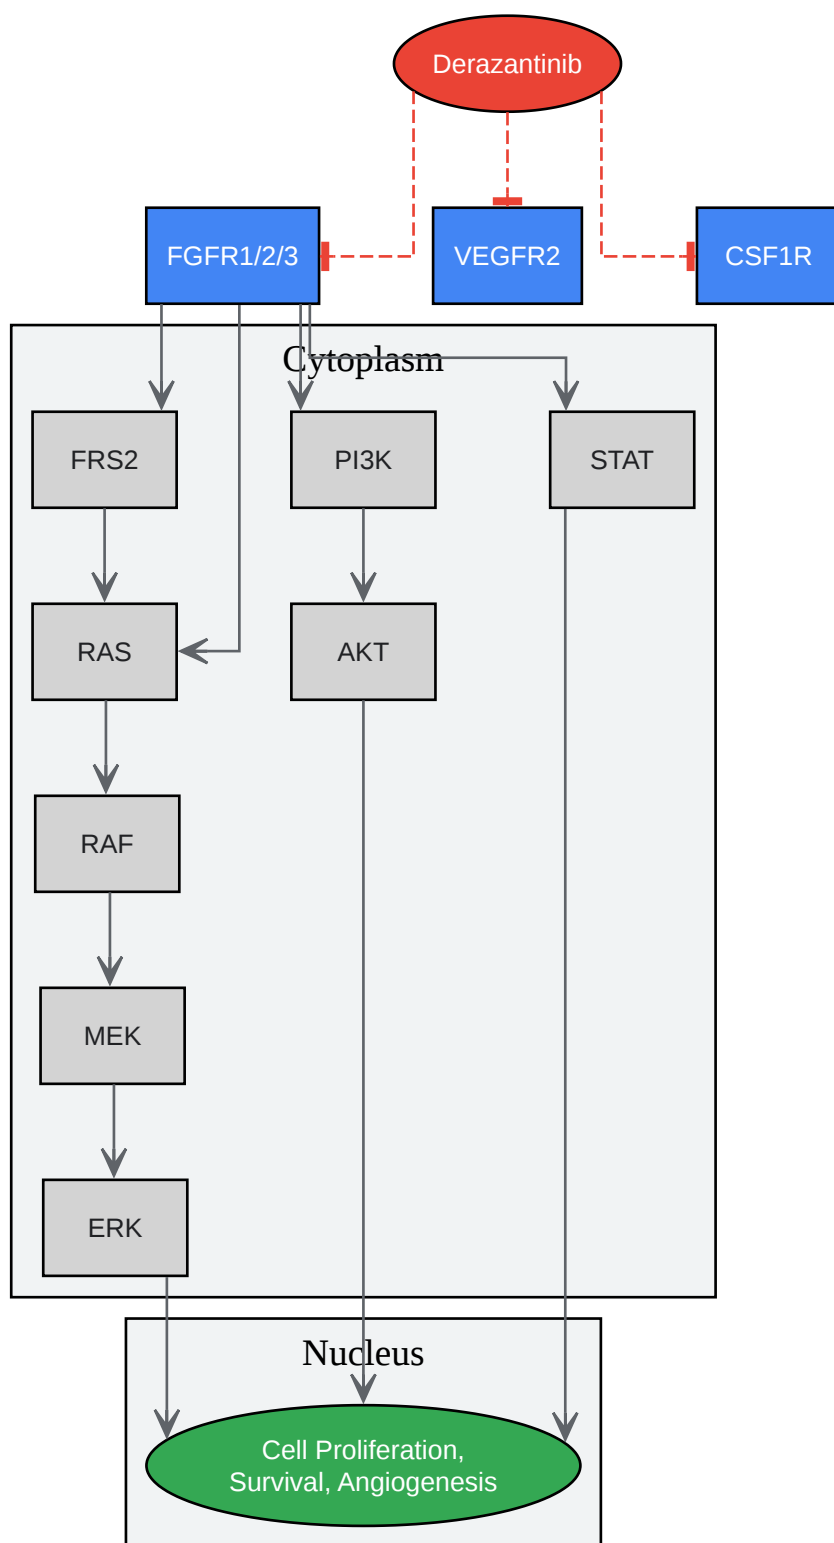 Derazantinib
FGFR1/2/3
VEGFR2
CSF1R
Cytoplasm
FRS2
PI3K
STAT
RAS
AKT
RAF
MEK
ERK
Nucleus
Cell Proliferation,
Survival, Angiogenesis